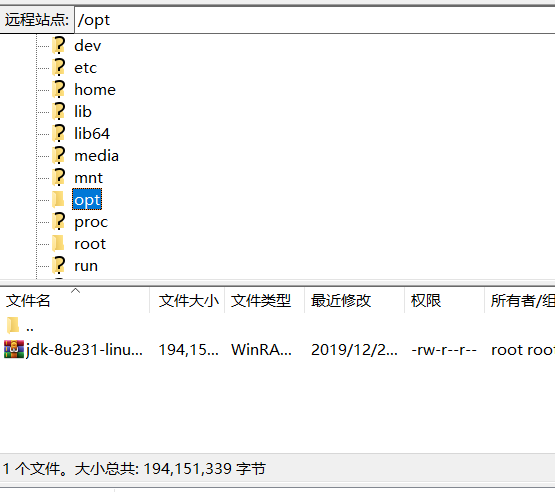 远程站点: /opt
dev
etc
home
lib
lib64
media
mnt
opt
proc
root
run
文件名 文件大小 文件类型 最近修改 权限 所有者/组
..
jdk-8u231-linu... 194,15... WinRA... 2019/12/2... -rw-r--r-- root root
1 个文件。大小总共: 194,151,339 字节